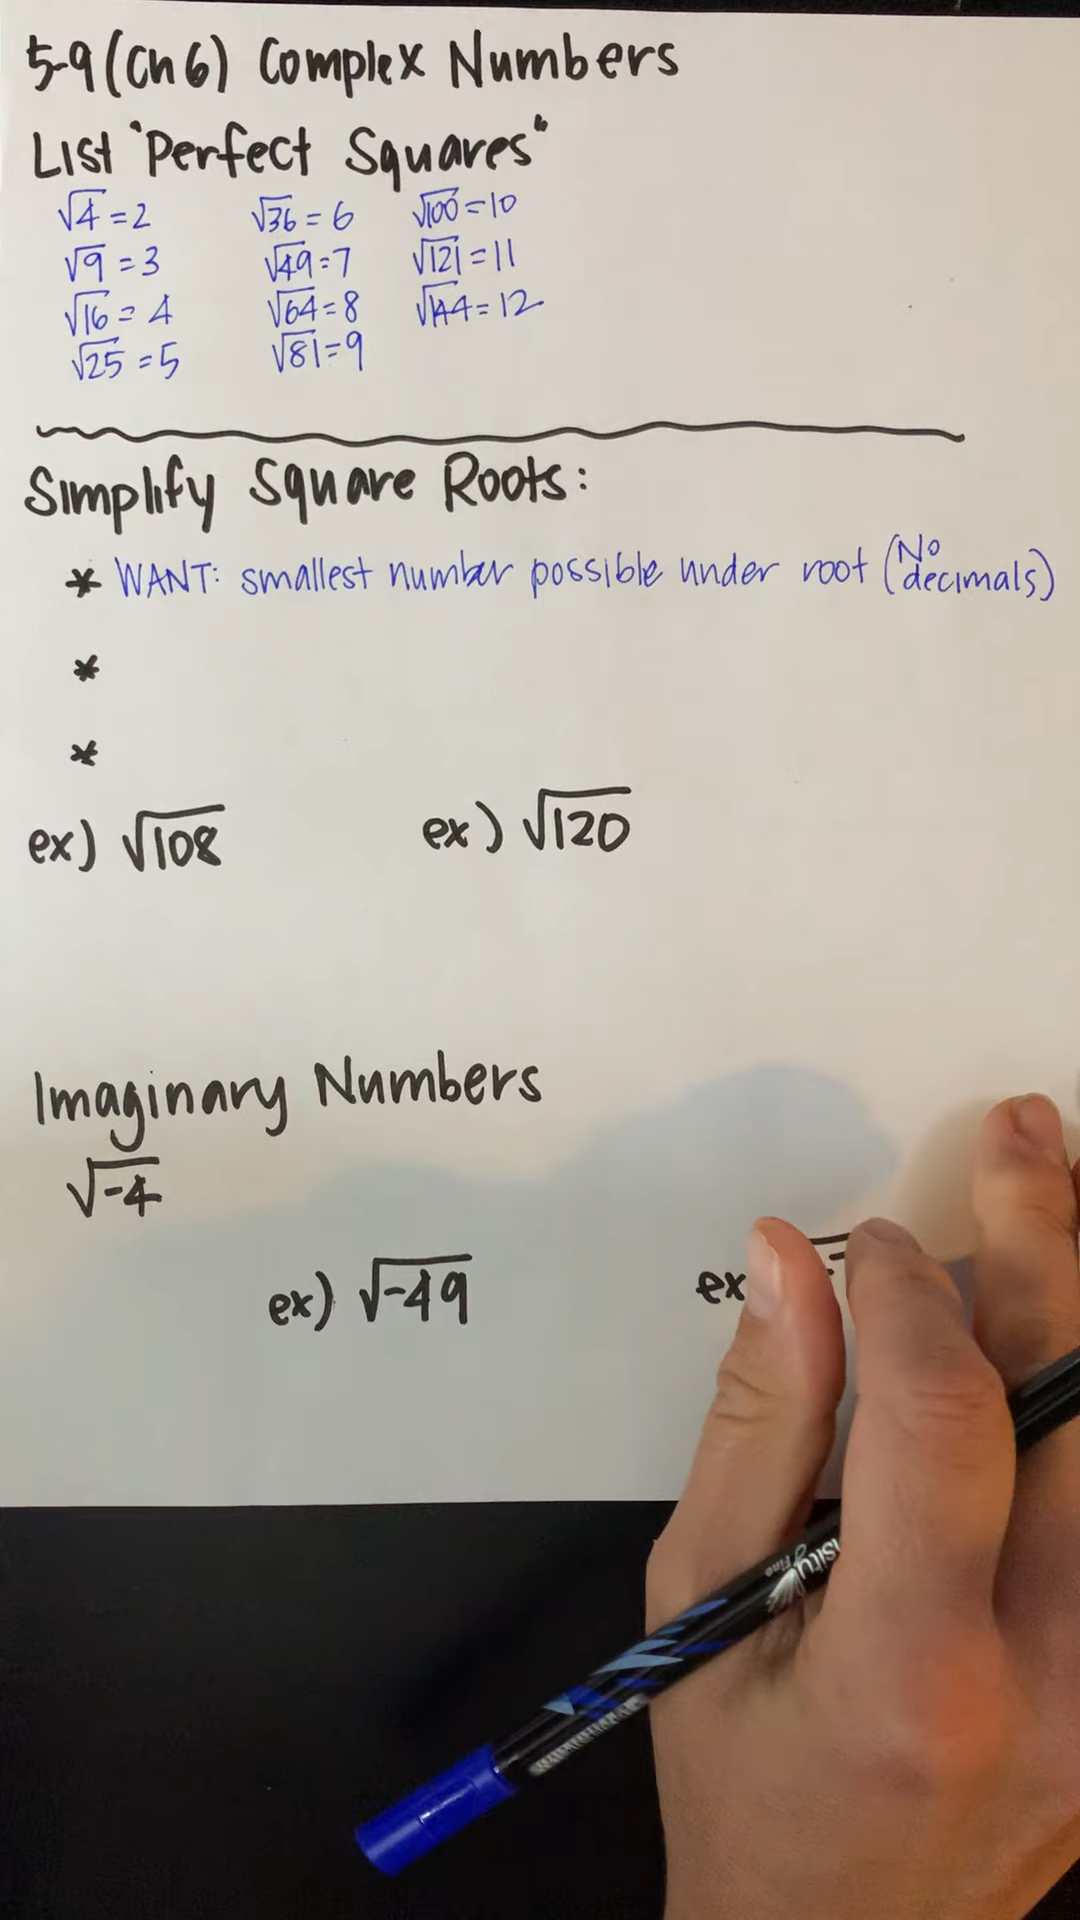 5-9 (Ch 6) Complex Numbers
List "Perfect Squares"
√4 = 2 √36 = 6 √100 = 10
√9 = 3 √49 = 7 √121 = 11
√16 = 4 √64 = 8 √144 = 12
√25 = 5 √81 = 9
Simplify Square Roots:
* WANT: smallest number possible under root (No decimals)
*
*
ex) √108 ex) √120
Imaginary Numbers
√-4
ex) √-49 ex
Fine